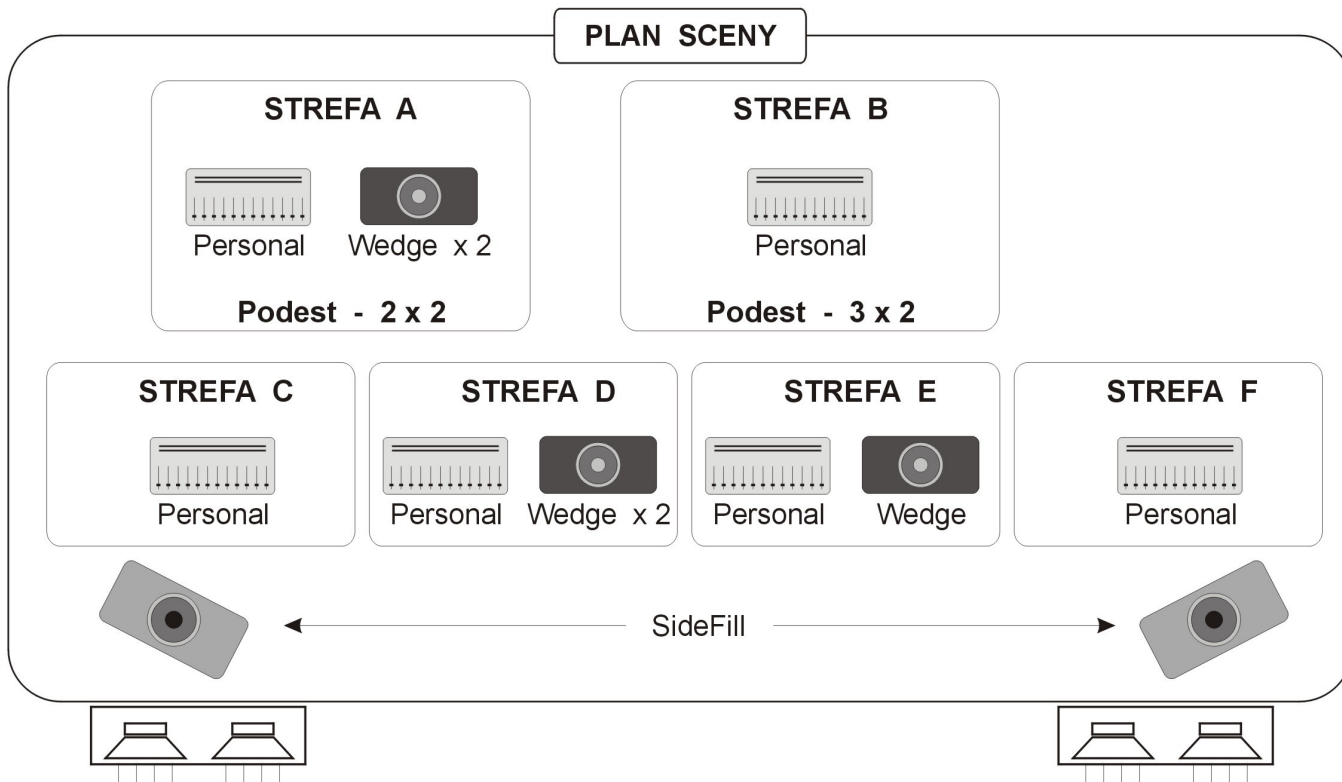 PLAN SCENY
STREFA A
Personal
Wedge x 2
Podest - 2 x 2
STREFA B
Personal
Podest - 3 x 2
STREFA C
Personal
STREFA D
Personal
Wedge x 2
STREFA E
Personal
Wedge
STREFA F
Personal
SideFill